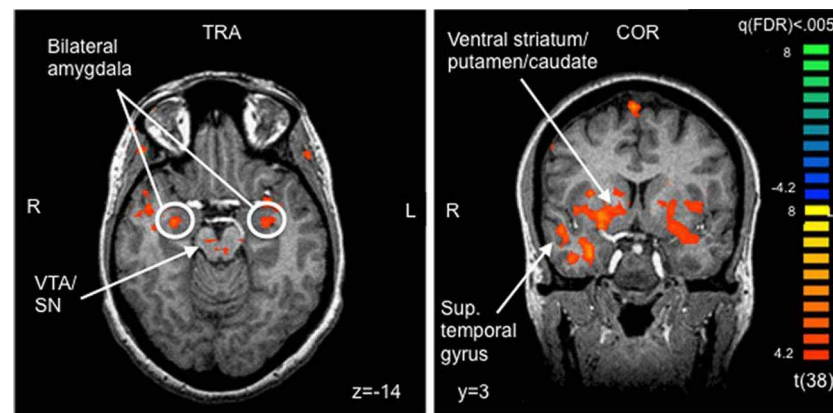 TRA
Bilateral
amygdala
R
L
VTA/
SN
z=-14
COR
q(FDR)<.005
Ventral striatum/
putamen/caudate
8
-4.2
8
R
Sup.
temporal
gyrus
4.2
y=3
t(38)